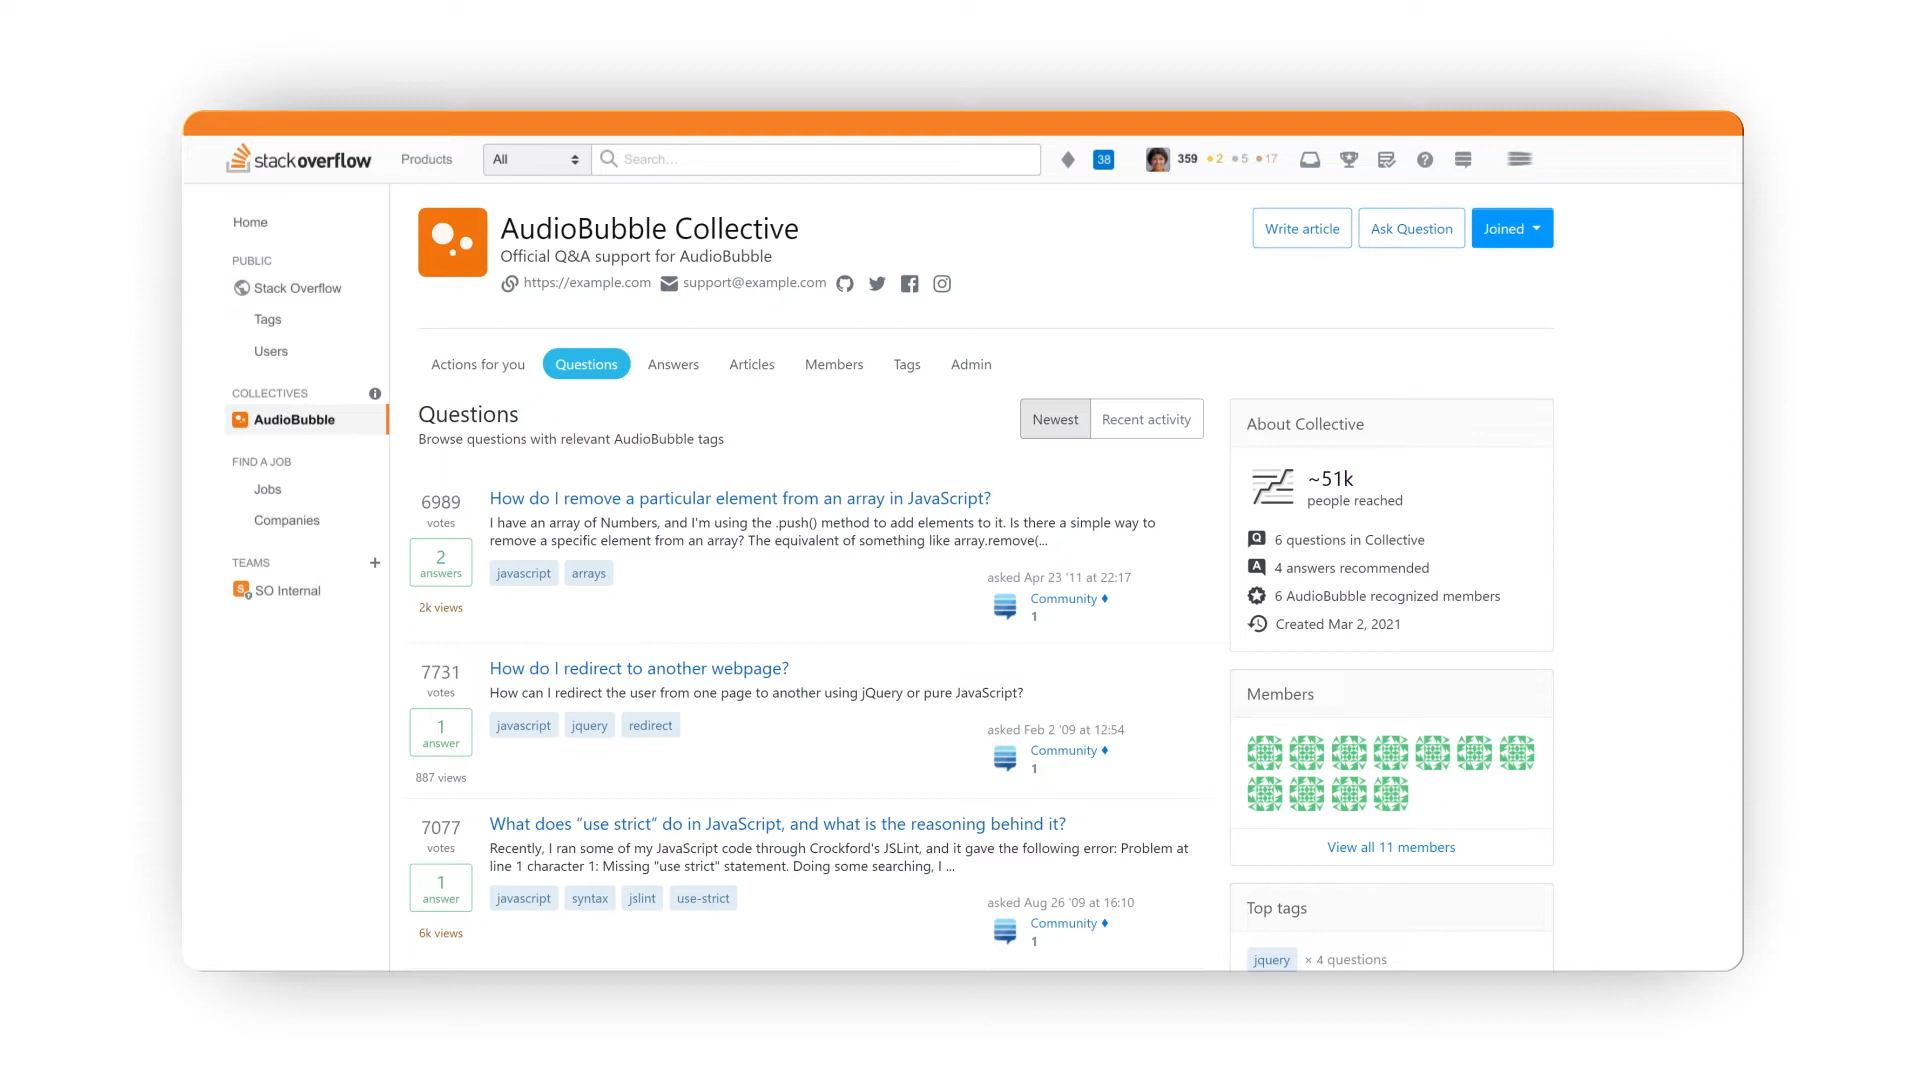 stackoverflow Products All Search... 38 359 2 5 17
Home
PUBLIC
Stack Overflow
Tags
Users
COLLECTIVES
AudioBubble
FIND A JOB
Jobs
Companies
TEAMS +
SO Internal
AudioBubble Collective
Official Q&A support for AudioBubble
https://example.com support@example.com
Write article Ask Question Joined
Actions for you Questions Answers Articles Members Tags Admin
Questions
Browse questions with relevant AudioBubble tags
Newest Recent activity
6989
votes
2
answers
2k views
How do I remove a particular element from an array in JavaScript?
I have an array of Numbers, and I'm using the .push() method to add elements to it. Is there a simple way to
remove a specific element from an array? The equivalent of something like array.remove(...
javascript arrays
asked Apr 23 '11 at 22:17
Community ♦
1
7731
votes
1
answer
887 views
How do I redirect to another webpage?
How can I redirect the user from one page to another using jQuery or pure JavaScript?
javascript jquery redirect
asked Feb 2 '09 at 12:54
Community ♦
1
7077
votes
1
answer
6k views
What does “use strict” do in JavaScript, and what is the reasoning behind it?
Recently, I ran some of my JavaScript code through Crockford's JSLint, and it gave the following error: Problem at
line 1 character 1: Missing "use strict" statement. Doing some searching, I ...
javascript syntax jslint use-strict
asked Aug 26 '09 at 16:10
Community ♦
1
About Collective
~51k
people reached
6 questions in Collective
4 answers recommended
6 AudioBubble recognized members
Created Mar 2, 2021
Members
View all 11 members
Top tags
jquery × 4 questions